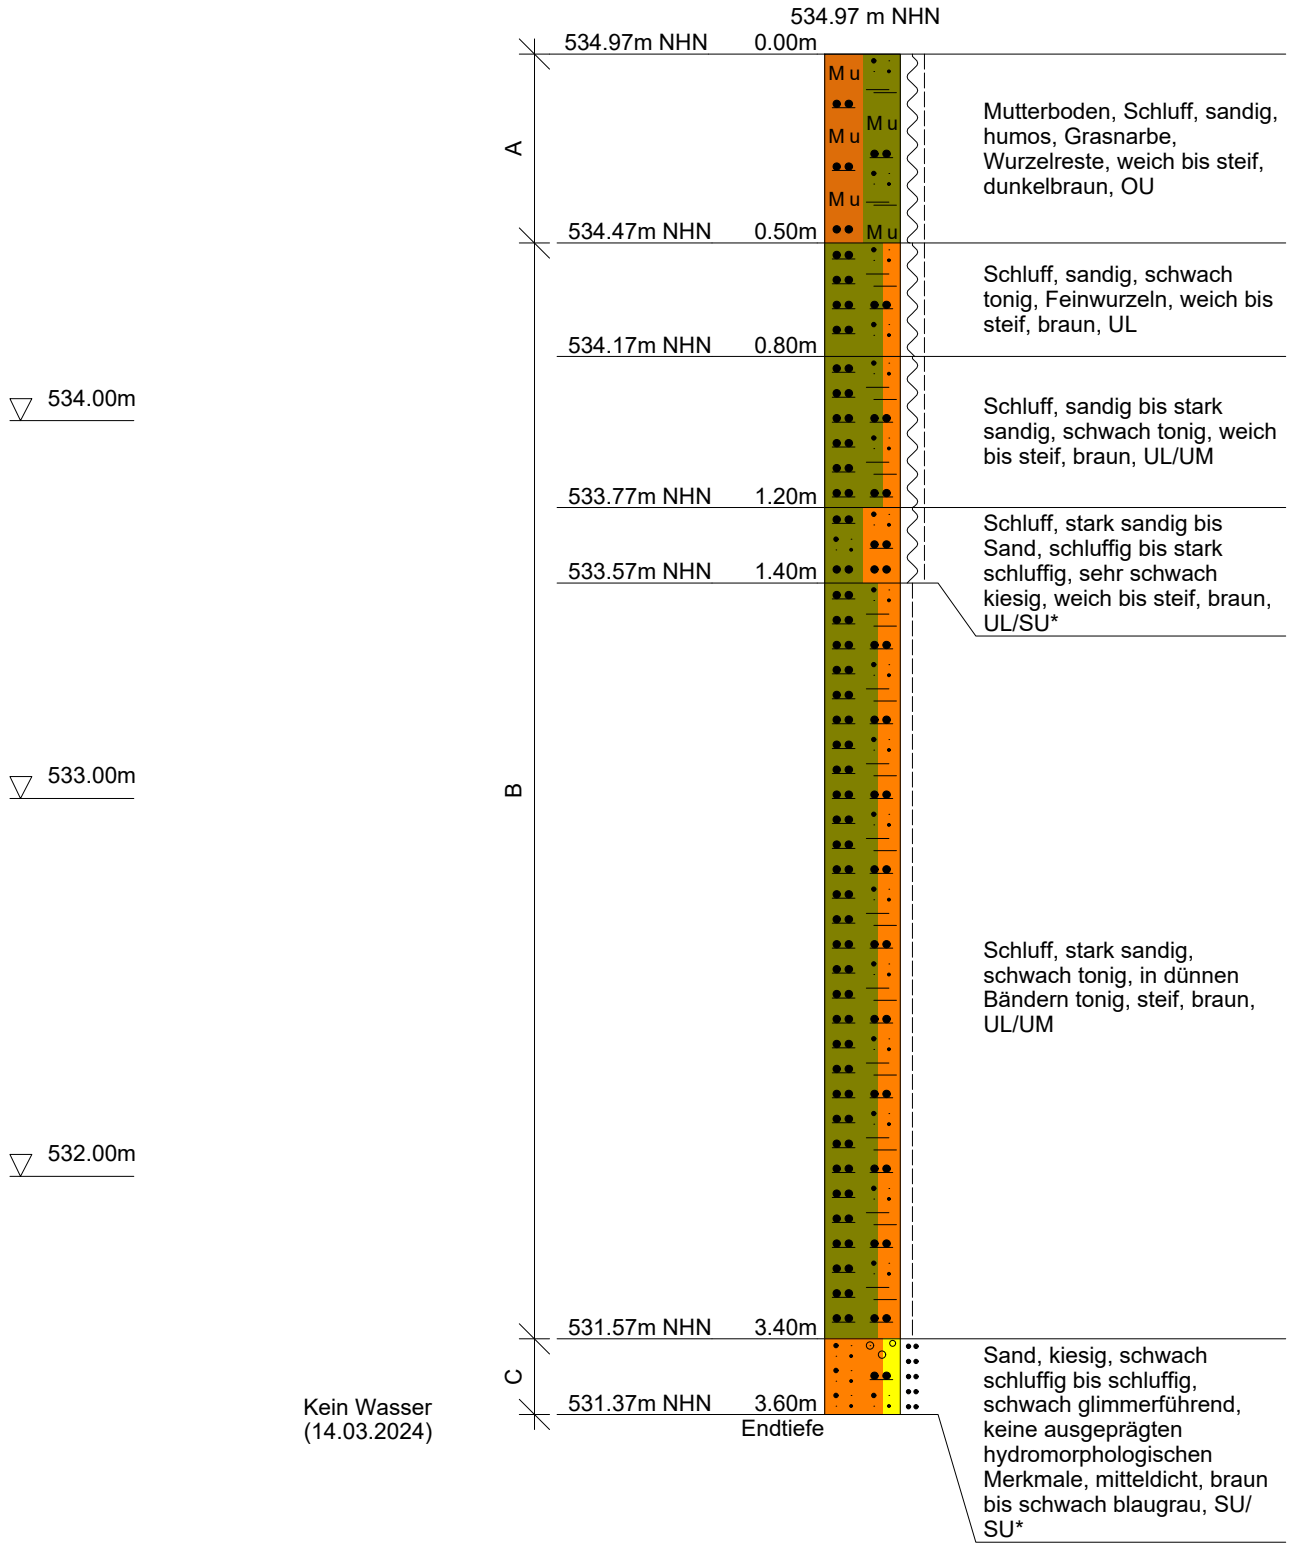 534.97 m NHN
534.97m NHN 0.00m
A
M u
M u
M u
M u
M u
Mutterboden, Schluff, sandig,
humos, Grasnarbe,
Wurzelreste, weich bis steif,
dunkelbraun, OU
534.47m NHN 0.50m
Schluff, sandig, schwach
tonig, Feinwurzeln, weich bis
steif, braun, UL
534.17m NHN 0.80m
534.00m
Schluff, sandig bis stark
sandig, schwach tonig, weich
bis steif, braun, UL/UM
533.77m NHN 1.20m
Schluff, stark sandig bis
Sand, schluffig bis stark
schluffig, sehr schwach
kiesig, weich bis steif, braun,
UL/SU*
533.57m NHN 1.40m
533.00m
B
Schluff, stark sandig,
schwach tonig, in dünnen
Bändern tonig, steif, braun,
UL/UM
532.00m
531.57m NHN 3.40m
C
Sand, kiesig, schwach
schluffig bis schluffig,
schwach glimmerführend,
keine ausgeprägten
hydromorphologischen
Merkmale, mitteldicht, braun
bis schwach blaugrau, SU/
SU*
531.37m NHN 3.60m
Endtiefe
Kein Wasser
(14.03.2024)